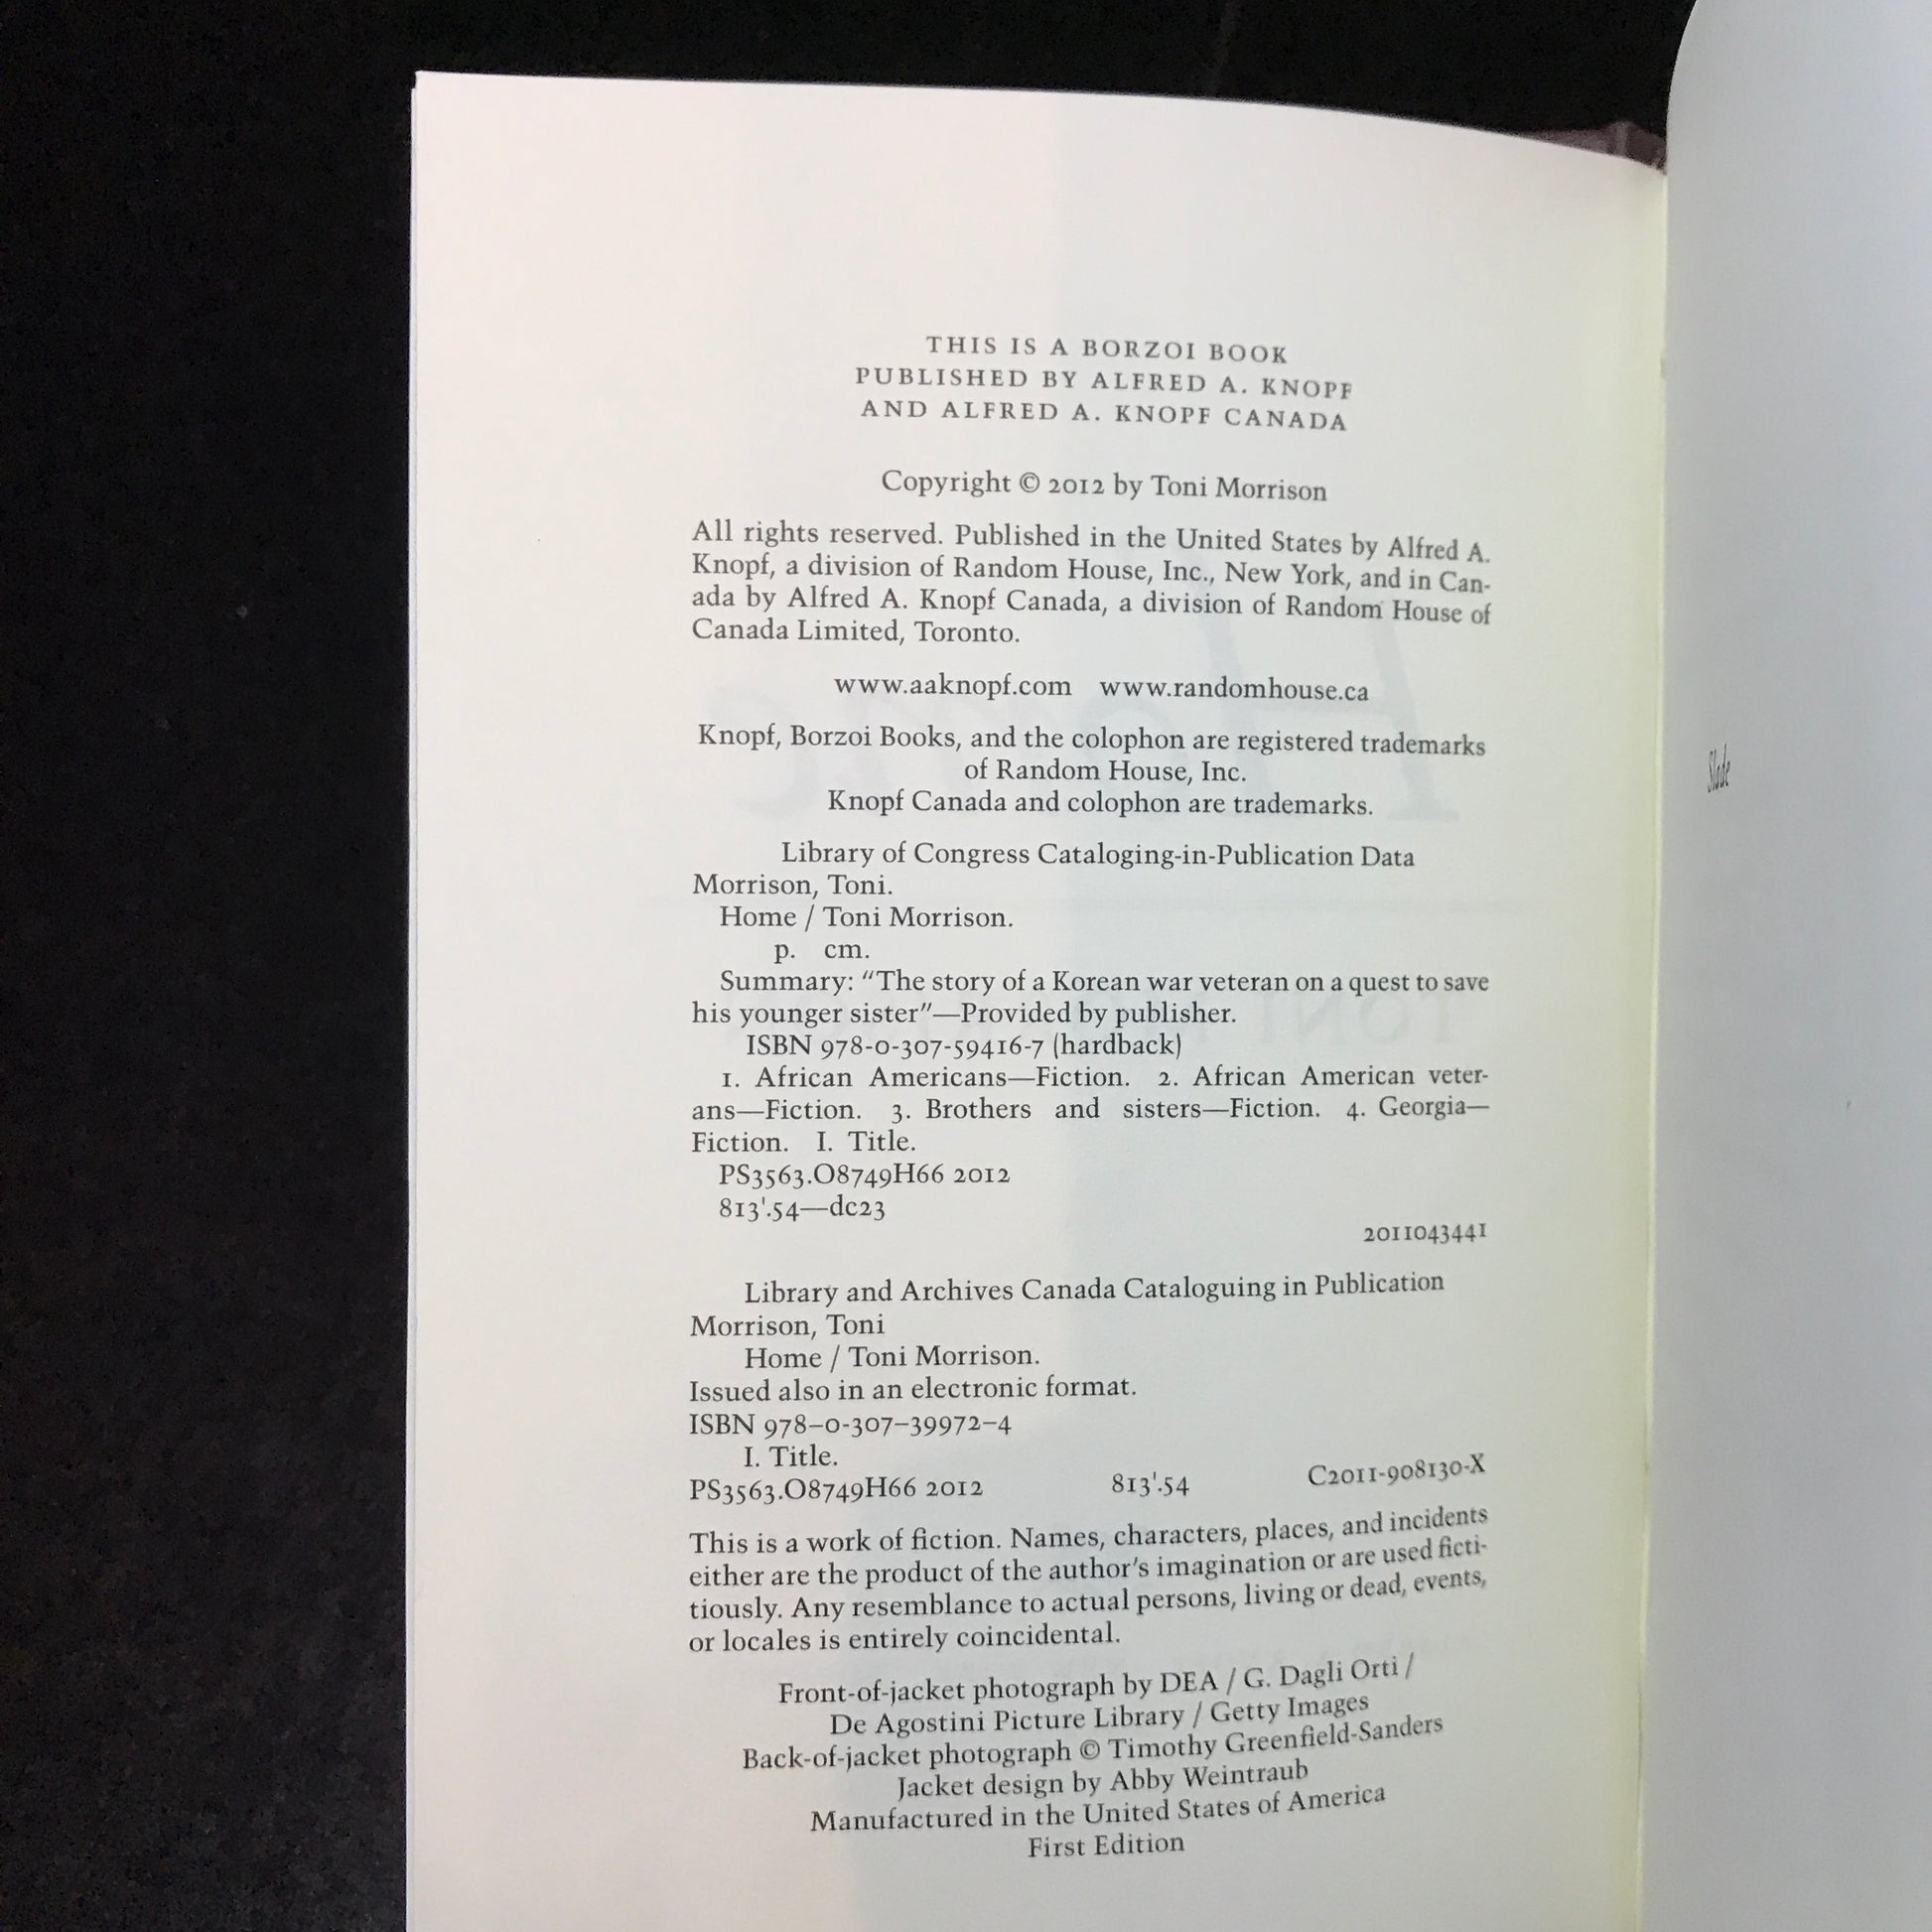 THIS IS A BORZOI BOOK
PUBLISHED BY ALFRED A. KNOPF
AND ALFRED A. KNOPF CANADA
Copyright © 2012 by Toni Morrison
All rights reserved. Published in the United States by Alfred A.
Knopf, a division of Random House, Inc., New York, and in Can-
ada by Alfred A. Knopf Canada, a division of Random House of
Canada Limited, Toronto.
www.aaknopf.com www.randomhouse.ca
Knopf, Borzoi Books, and the colophon are registered trademarks
of Random House, Inc.
Knopf Canada and colophon are trademarks.
Library of Congress Cataloging-in-Publication Data
Morrison, Toni.
Home / Toni Morrison.
p. cm.
Summary: “The story of a Korean war veteran on a quest to save
his younger sister”—Provided by publisher.
ISBN 978-0-307-59416-7 (hardback)
1. African Americans—Fiction. 2. African American veter-
ans—Fiction. 3. Brothers and sisters—Fiction. 4. Georgia—
Fiction. I. Title.
PS3563.O8749H66 2012
813'.54—dc23
2011043441
Library and Archives Canada Cataloguing in Publication
Morrison, Toni
Home / Toni Morrison.
Issued also in an electronic format.
ISBN 978–0-307–39972–4
I. Title.
PS3563.O8749H66 2012 813'.54 C2011-908130-X
This is a work of fiction. Names, characters, places, and incidents
either are the product of the author’s imagination or are used ficti-
tiously. Any resemblance to actual persons, living or dead, events,
or locales is entirely coincidental.
Front-of-jacket photograph by DEA / G. Dagli Orti /
De Agostini Picture Library / Getty Images
Back-of-jacket photograph © Timothy Greenfield-Sanders
Jacket design by Abby Weintraub
Manufactured in the United States of America
First Edition
Slade